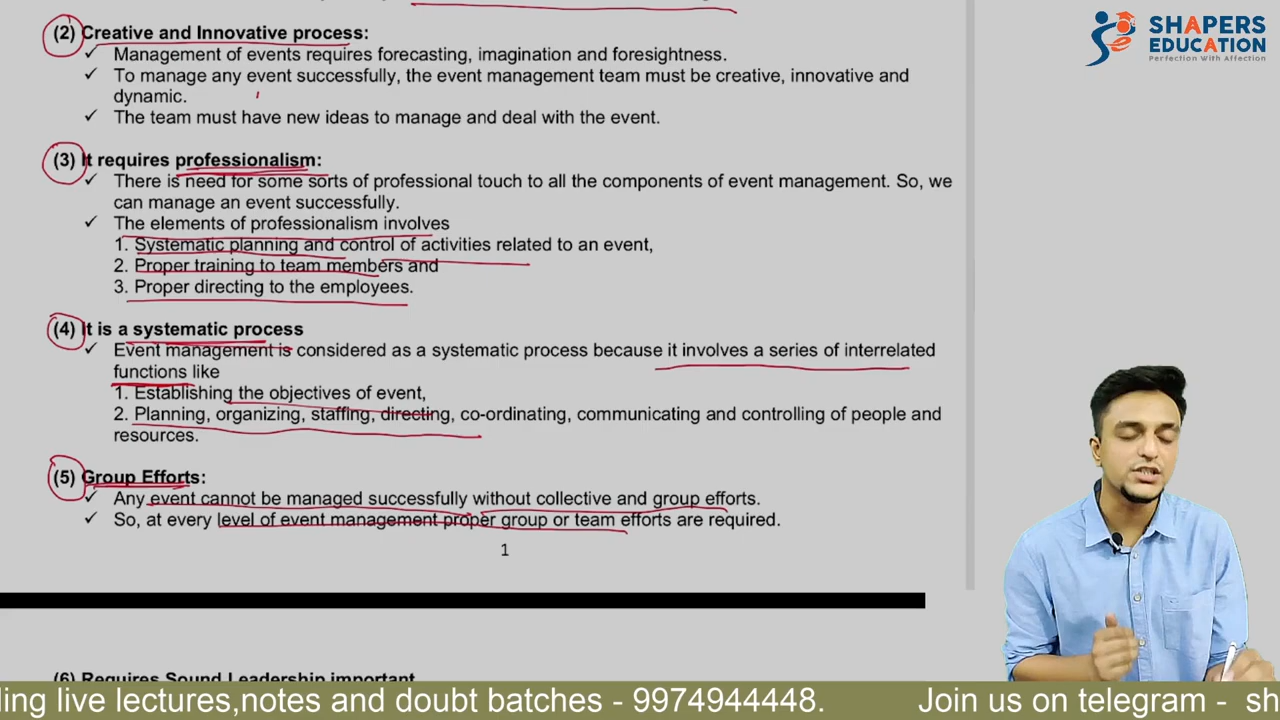 SHAPERS
EDUCATION
Perfection With Affection
(2) Creative and Innovative process:
✓ Management of events requires forecasting, imagination and foresightness.
✓ To manage any event successfully, the event management team must be creative, innovative and
dynamic.
✓ The team must have new ideas to manage and deal with the event.
(3) It requires professionalism:
✓ There is need for some sorts of professional touch to all the components of event management. So, we
can manage an event successfully.
✓ The elements of professionalism involves
1. Systematic planning and control of activities related to an event,
2. Proper training to team members and
3. Proper directing to the employees.
(4) It is a systematic process
✓ Event management is considered as a systematic process because it involves a series of interrelated
functions like
1. Establishing the objectives of event,
2. Planning, organizing, staffing, directing, co-ordinating, communicating and controlling of people and
resources.
(5) Group Efforts:
✓ Any event cannot be managed successfully without collective and group efforts.
✓ So, at every level of event management proper group or team efforts are required.
1
(6) Requires Sound Leadership important
live lectures,notes and doubt batches - 9974944448. Join us on telegram -